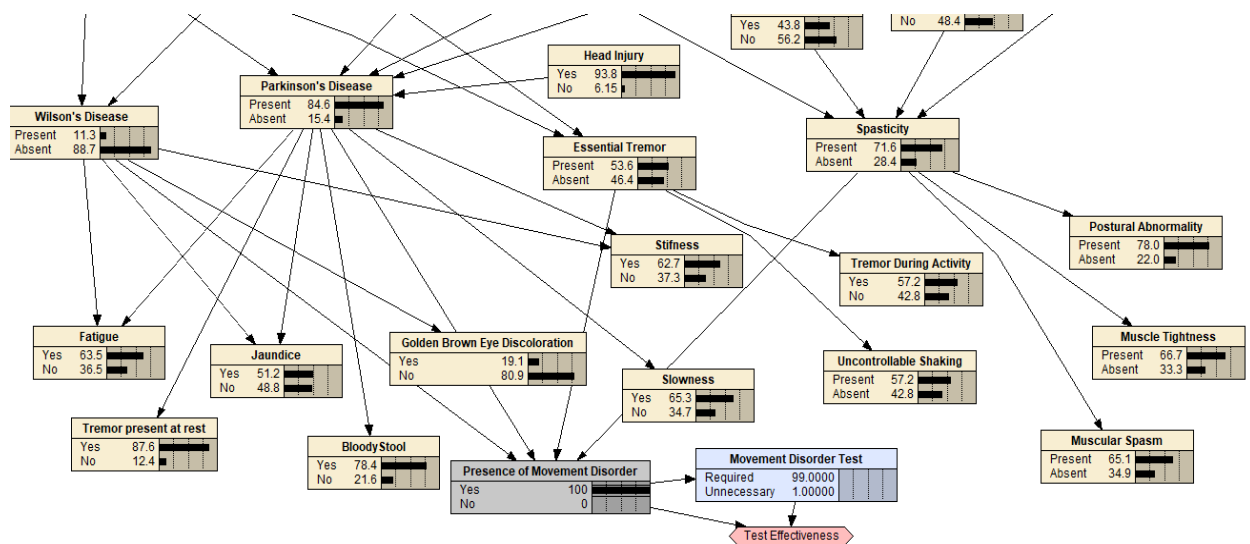 Yes 43.8
No 56.2
No 48.4
Head Injury
Yes 93.8
No 6.15
Parkinson's Disease
Present 84.6
Absent 15.4
Wilson's Disease
Present 11.3
Absent 88.7
Essential Tremor
Present 53.6
Absent 46.4
Spasticity
Present 71.6
Absent 28.4
Stifness
Yes 62.7
No 37.3
Tremor During Activity
Yes 57.2
No 42.8
Postural Abnormality
Present 78.0
Absent 22.0
Fatigue
Yes 63.5
No 36.5
Jaundice
Yes 51.2
No 48.8
Golden Brown Eye Discoloration
Yes 19.1
No 80.9
Slowness
Yes 65.3
No 34.7
Uncontrollable Shaking
Present 57.2
Absent 42.8
Muscle Tightness
Present 66.7
Absent 33.3
Tremor present at rest
Yes 87.6
No 12.4
Bloody Stool
Yes 78.4
No 21.6
Presence of Movement Disorder
Yes 100
No 0
Movement Disorder Test
Required 99.0000
Unnecessary 1.00000
Muscular Spasm
Present 65.1
Absent 34.9
Test Effectiveness